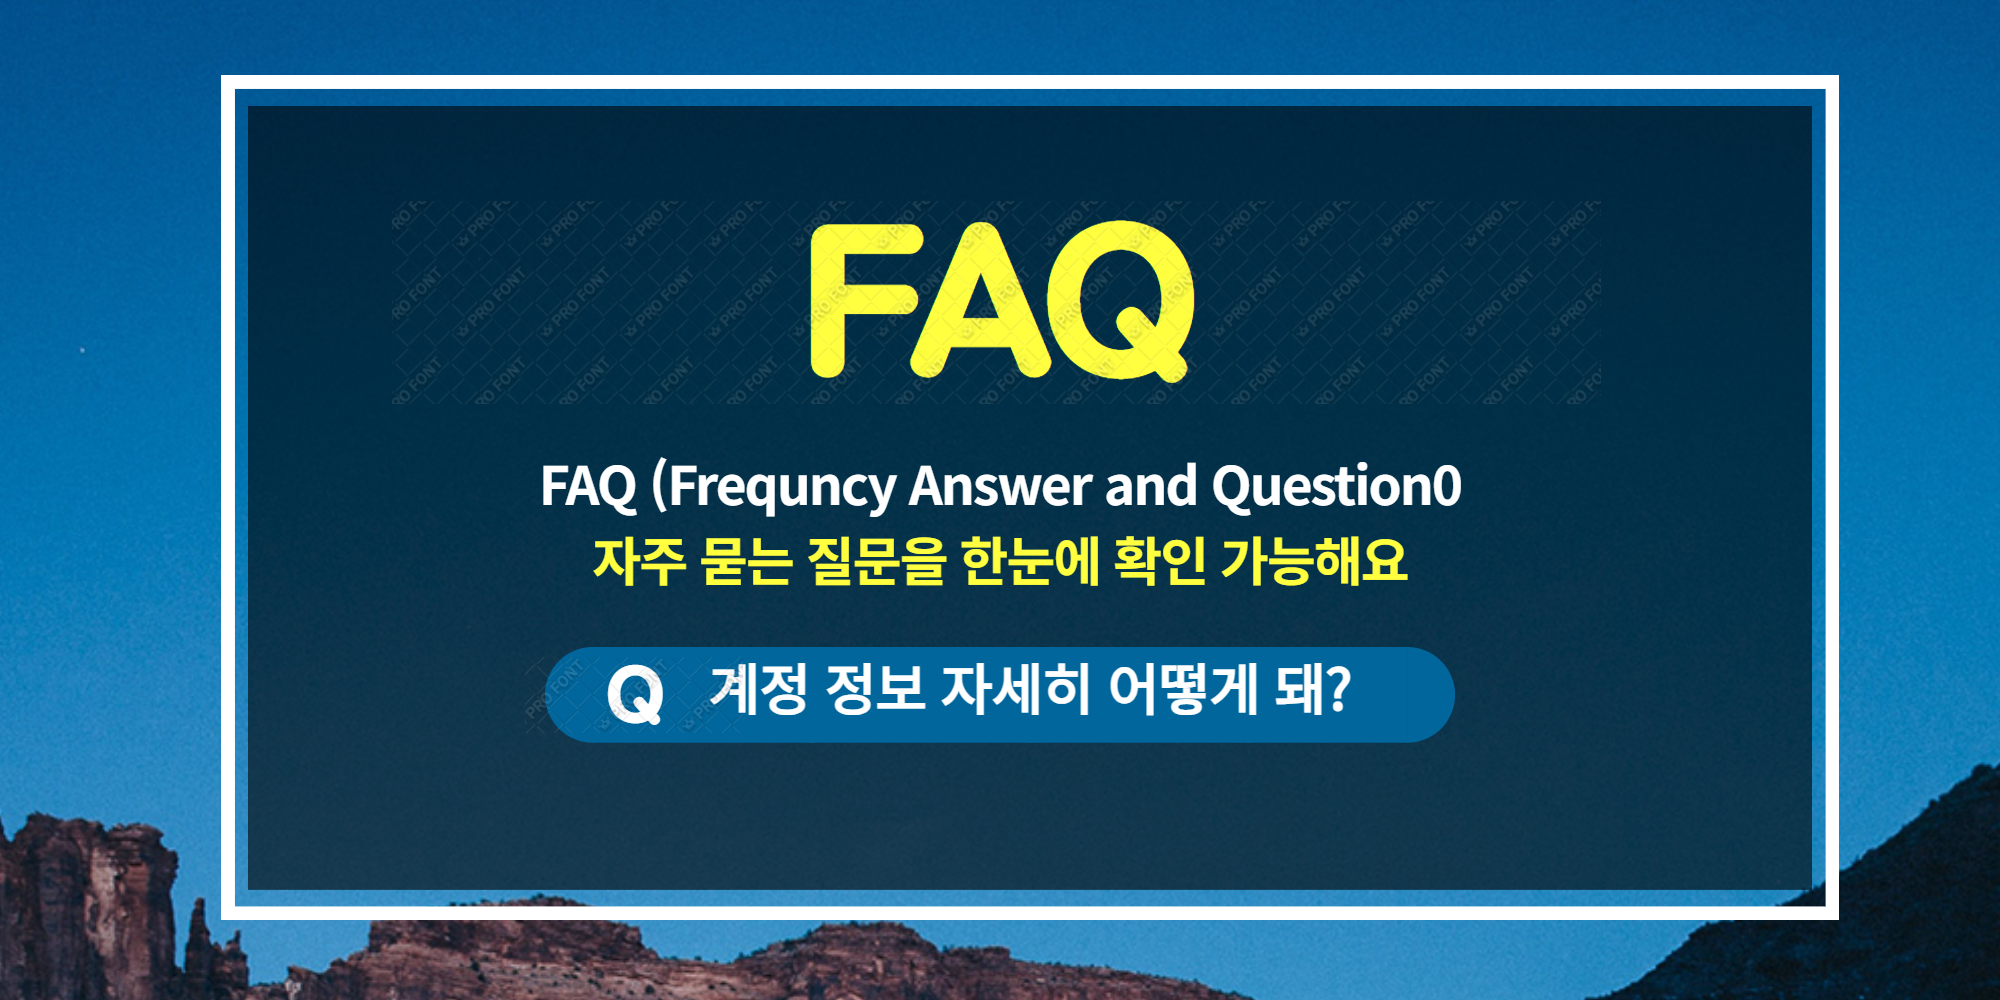 FAQ
FAQ (Frequncy Answer and Question0
자주 묻는 질문을 한눈에 확인 가능해요
Q 계정 정보 자세히 어떻게 돼?
PRO FONT